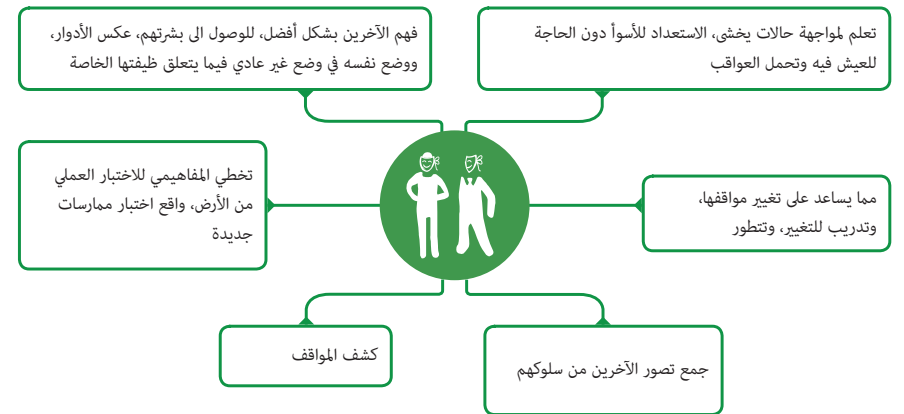 تعلم لمواجهة حالات يخشى، الاستعداد للأسوأ دون الحاجة
للعيش فيه وتحمل العواقب
فهم الآخرين بشكل أفضل، للوصول الى بشرتهم، عكس الأدوار،
ووضع نفسه في وضع غير عادي فيما يتعلق ظيفتها الخاصة
مما يساعد على تغيير مواقفها،
وتدريب للتغيير، وتتطور
تخطي المفاهيمي للاختبار العملي
من الأرض، واقع اختبار ممارسات
جديدة
جمع تصور الآخرين من سلوكهم
كشف المواقف